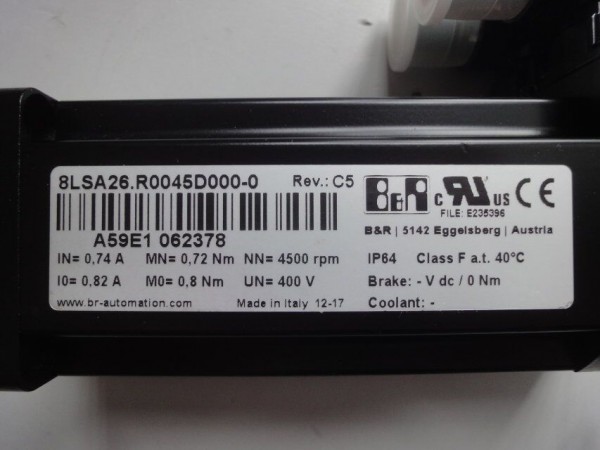 8LSA26.R0045D000-0 Rev.: C5
A59E1 062378
IN= 0,74 A MN= 0,72 Nm NN= 4500 rpm
I0= 0,82 A M0= 0,8 Nm UN= 400 V
www.br-automation.com Made in Italy 12-17
B&R c RU US CE
FILE: E235396
B&R | 5142 Eggelsberg | Austria
IP64 Class F a.t. 40°C
Brake: - V dc / 0 Nm
Coolant: -